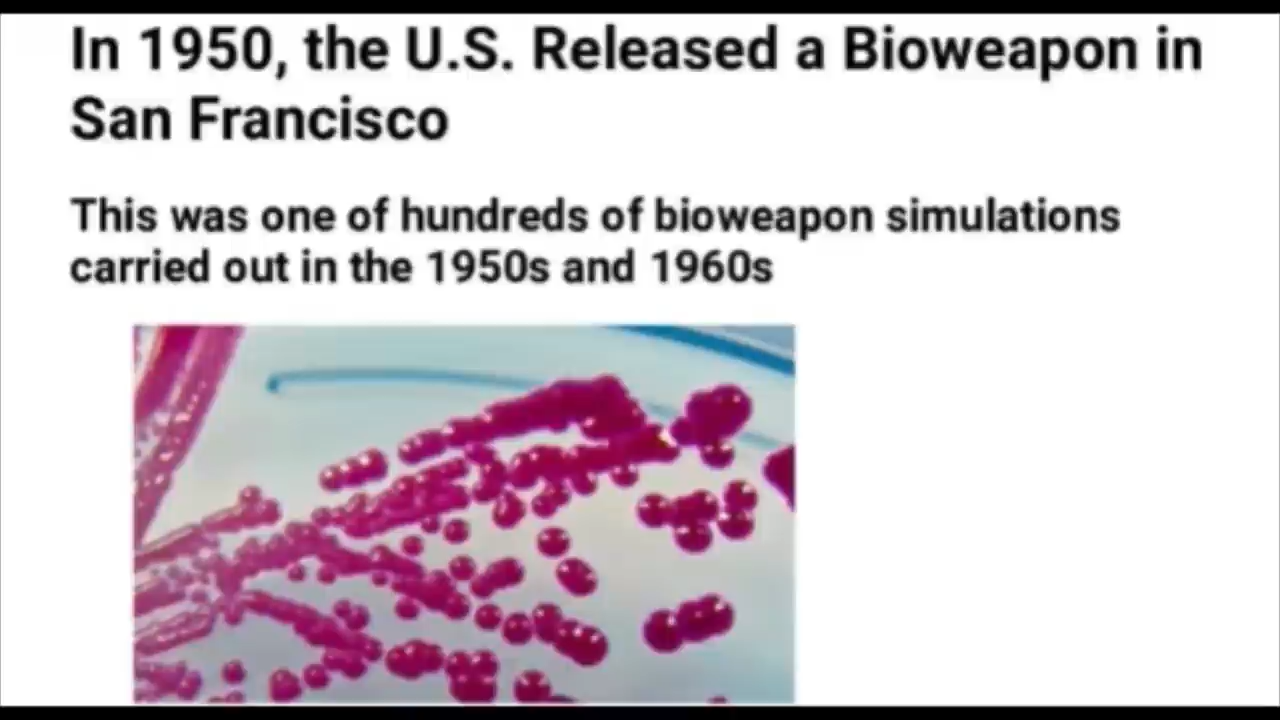 In 1950, the U.S. Released a Bioweapon in
San Francisco
This was one of hundreds of bioweapon simulations
carried out in the 1950s and 1960s